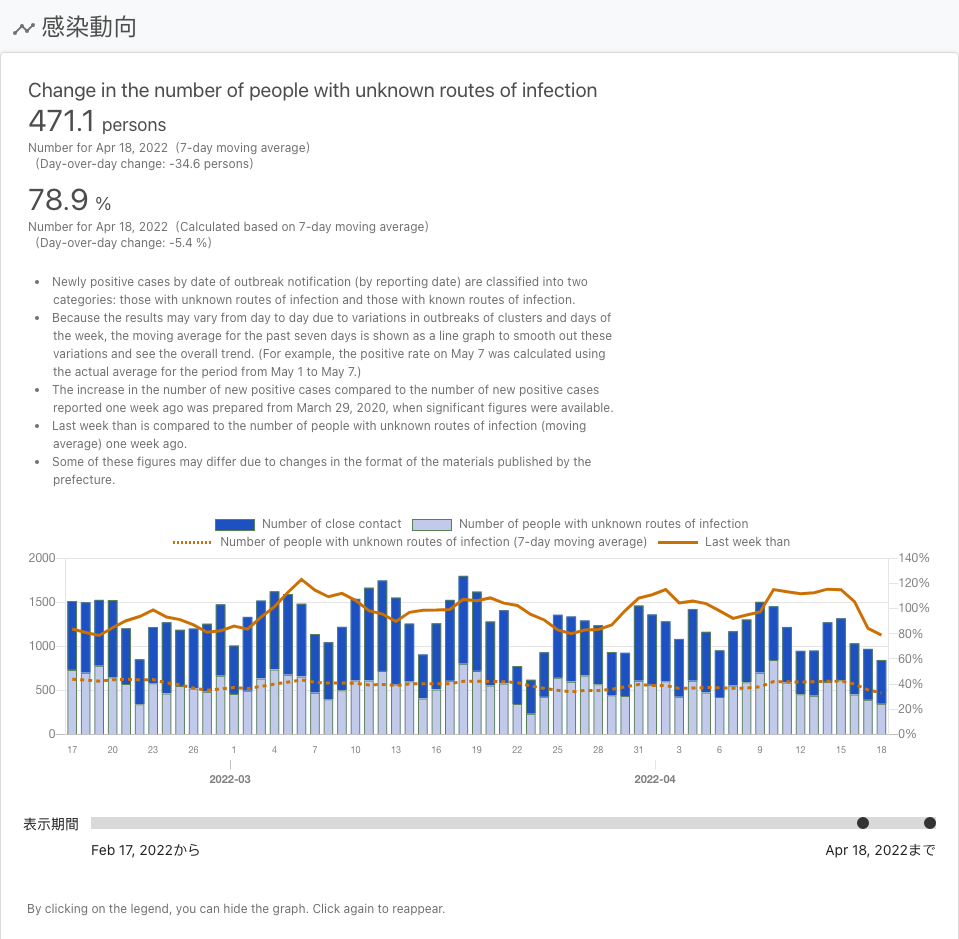 感染動向
Change in the number of people with unknown routes of infection
471.1 persons
Number for Apr 18, 2022 (7-day moving average)
(Day-over-day change: -34.6 persons)
78.9 %
Number for Apr 18, 2022 (Calculated based on 7-day moving average)
(Day-over-day change: -5.4 %)
• Newly positive cases by date of outbreak notification (by reporting date) are classified into two
categories: those with unknown routes of infection and those with known routes of infection.
• Because the results may vary from day to day due to variations in outbreaks of clusters and days of
the week, the moving average for the past seven days is shown as a line graph to smooth out these
variations and see the overall trend. (For example, the positive rate on May 7 was calculated using
the actual average for the period from May 1 to May 7.)
• The increase in the number of new positive cases compared to the number of new positive cases
reported one week ago was prepared from March 29, 2020, when significant figures were available.
• Last week than is compared to the number of people with unknown routes of infection (moving
average) one week ago.
• Some of these figures may differ due to changes in the format of the materials published by the
prefecture.
Number of close contact Number of people with unknown routes of infection
Number of people with unknown routes of infection (7-day moving average) Last week than
2000 140%
120%
1500 100%
1000 80%
60%
500 40%
20%
0 0%
17 20 23 26 1 4 7 10 13 16 19 22 25 28 31 3 6 9 12 15 18
2022-03 2022-04
表示期間
Feb 17, 2022から Apr 18, 2022まで
By clicking on the legend, you can hide the graph. Click again to reappear.